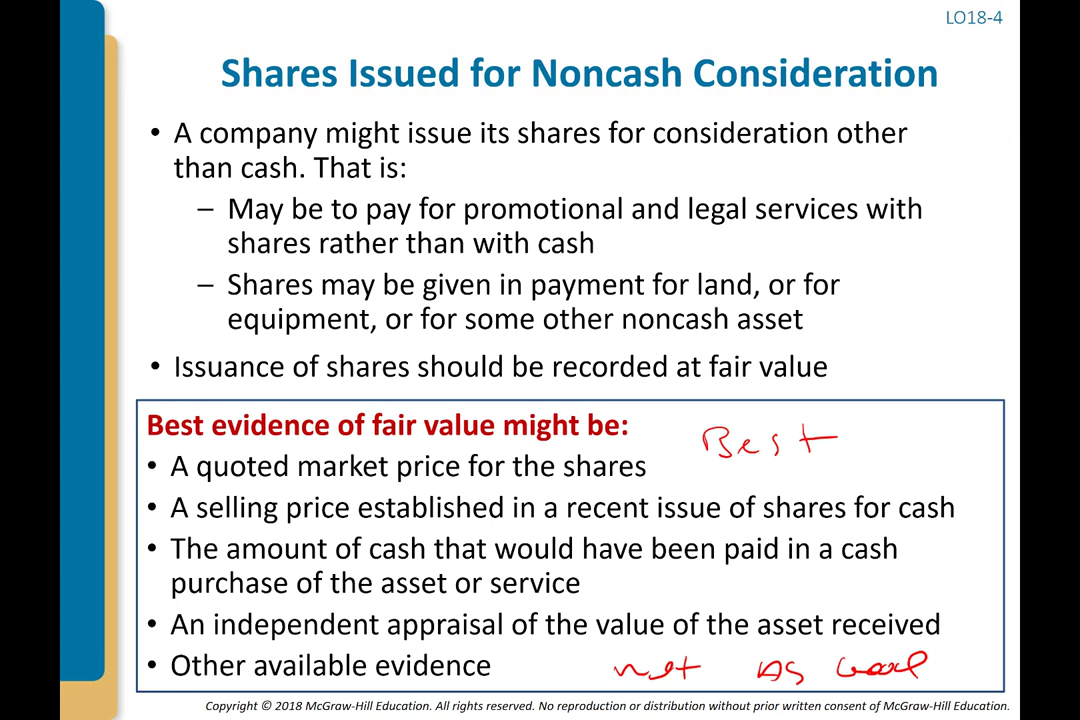 LO18-4
Shares Issued for Noncash Consideration
• A company might issue its shares for consideration other
than cash. That is:
– May be to pay for promotional and legal services with
shares rather than with cash
– Shares may be given in payment for land, or for
equipment, or for some other noncash asset
• Issuance of shares should be recorded at fair value
Best evidence of fair value might be:
Best
• A quoted market price for the shares
• A selling price established in a recent issue of shares for cash
• The amount of cash that would have been paid in a cash
purchase of the asset or service
• An independent appraisal of the value of the asset received
• Other available evidence
not As Good
Copyright © 2018 McGraw-Hill Education. All rights reserved. No reproduction or distribution without prior written consent of McGraw-Hill Education.